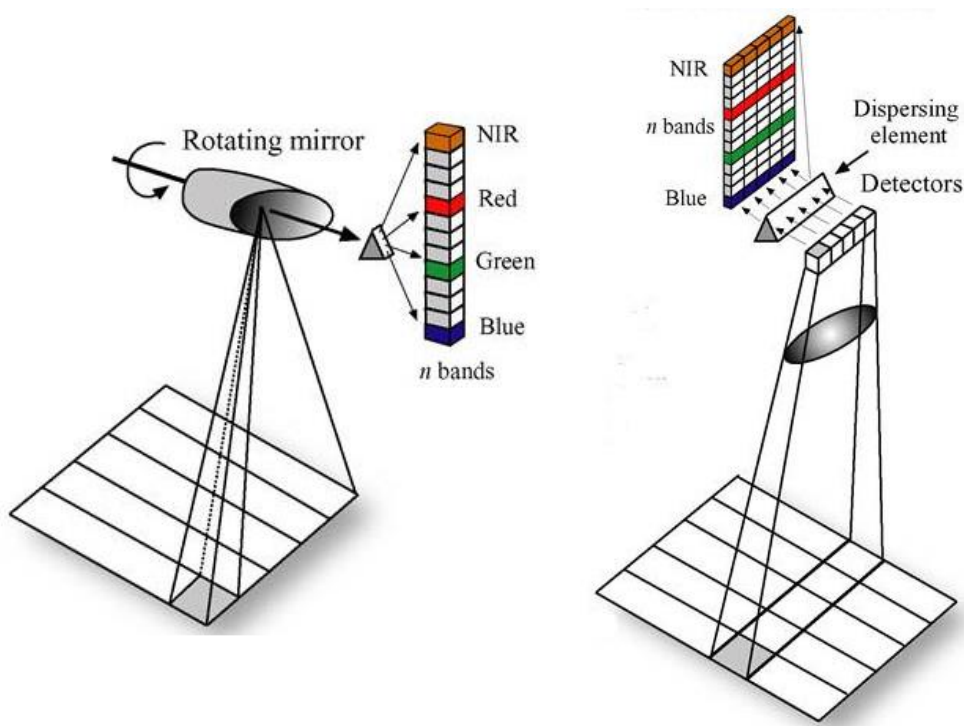 Rotating mirror
NIR
Red
Green
Blue
n bands
NIR
n bands
Blue
Dispersing
element
Detectors